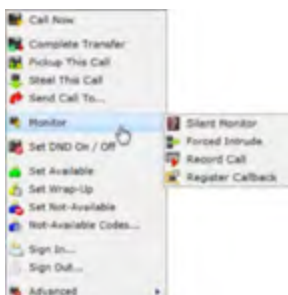 Call Now
Complete Transfer
Pickup This Call
Steal This Call
Send Call To...
Monitor
Silent Monitor
Forced Intrude
Record Call
Register Callback
Set DND On / Off
Set Available
Set Wrap-Up
Set Not-Available
Not-Available Codes...
Sign In...
Sign Out...
Advanced